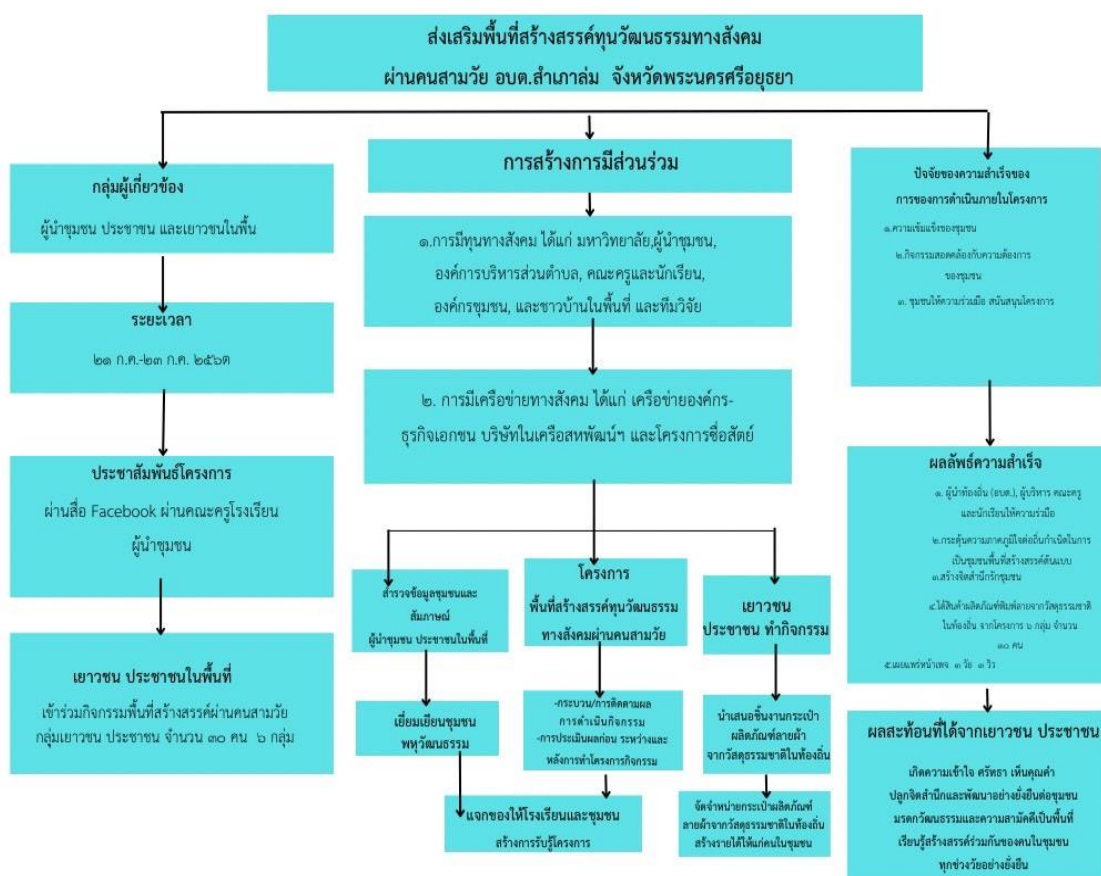 ส่งเสริมพื้นที่สร้างสรรค์ทุนวัฒนธรรมทางสังคม
ผ่านคนสามวัย อบต.สำเภาล่ม จังหวัดพระนครศรีอยุธยา
กลุ่มผู้เกี่ยวข้อง
ผู้นำชุมชน ประชาชน และเยาวชนในพื้น
ระยะเวลา
๒๑ ก.ค.-๒๓ ก.ค. ๒๕๖๓
ประชาสัมพันธ์โครงการ
ผ่านสื่อ Facebook ผ่านคณะครูโรงเรียน
ผู้นำชุมชน
เยาวชน ประชาชนในพื้นที่
เข้าร่วมกิจกรรมพื้นที่สร้างสรรค์ผ่านคนสามวัย
กลุ่มเยาวชน ประชาชน จำนวน ๓๐ คน ๖ กลุ่ม
การสร้างการมีส่วนร่วม
๑.การมีทุนทางสังคม ได้แก่ มหาวิทยาลัย,ผู้นำชุมชน,
องค์การบริหารส่วนตำบล, คณะครูและนักเรียน,
องค์กรชุมชน, และชาวบ้านในพื้นที่ และทีมวิจัย
๒. การมีเครือข่ายทางสังคม ได้แก่ เครือข่ายองค์กร-
ธุรกิจเอกชน บริษัทในเครือสหพัฒน์ฯ และโครงการซื่อสัตย์
สำรวจข้อมูลชุมชนและ
สัมภาษณ์
ผู้นำชุมชน ประชาชนในพื้นที่
เยี่ยมเยียนชุมชน
พหุวัฒนธรรม
โครงการ
พื้นที่สร้างสรรค์ทุนวัฒนธรรม
ทางสังคมผ่านคนสามวัย
-กระบวน/การติดตามผล
การดำเนินกิจกรรม
-การประเมินผลก่อน ระหว่างและ
หลังการทำโครงการกิจกรรม
แจกของให้โรงเรียนและชุมชน
สร้างการรับรู้โครงการ
เยาวชน
ประชาชน ทำกิจกรรม
นำเสนอชิ้นงานกระเป๋า
ผลิตภัณฑ์ลายผ้า
จากวัสดุธรรมชาติในท้องถิ่น
จัดจำหน่ายกระเป๋าผลิตภัณฑ์
ลายผ้าจากวัสดุธรรมชาติในท้องถิ่น
สร้างรายได้ให้แก่คนในชุมชน
ปัจจัยของความสำเร็จของ
การของการดำเนินภายในโครงการ
๑.ความเข้มแข็งของชุมชน
๒.กิจกรรมสอดคล้องกับความต้องการ
ของชุมชน
๓. ชุมชนให้ความร่วมมือ สนันสนุนโครงการ
ผลลัพธ์ความสำเร็จ
๑. ผู้นำท้องถิ่น (อบต.), ผู้บริหาร คณะครู
และนักเรียนให้ความร่วมือ
๒.กระตุ้นความภาคภูมิใจต่อถิ่นกำเนิดในการ
เป็นชุมชนพื้นที่สร้างสรรค์ต้นแบบ
๓.สร้างจิตสำนึกรักชุมชน
๔.ได้สินค้าผลิตภัณฑ์พิมพ์ลายจากวัสดุธรรมชาติ
ในท้องถิ่น จากโครงการ ๖ กลุ่ม จำนวน
๓๐ คน
๕.เผยแพร่หน้าเพจ ๓ วัย ๓ วิว
ผลสะท้อนที่ได้จากเยาวชน ประชาชน
เกิดความเข้าใจ ศรัทธา เห็นคุณค่า
ปลูกจิตสำนึกและพัฒนาอย่างยั่งยืนต่อชุมชน
มรดกวัฒนธรรมและความสามัคคีเป็นพื้นที่
เรียนรู้สร้างสรรค์ร่วมกันของคนในชุมชน
ทุกช่วงวัยอย่างยั่งยืน